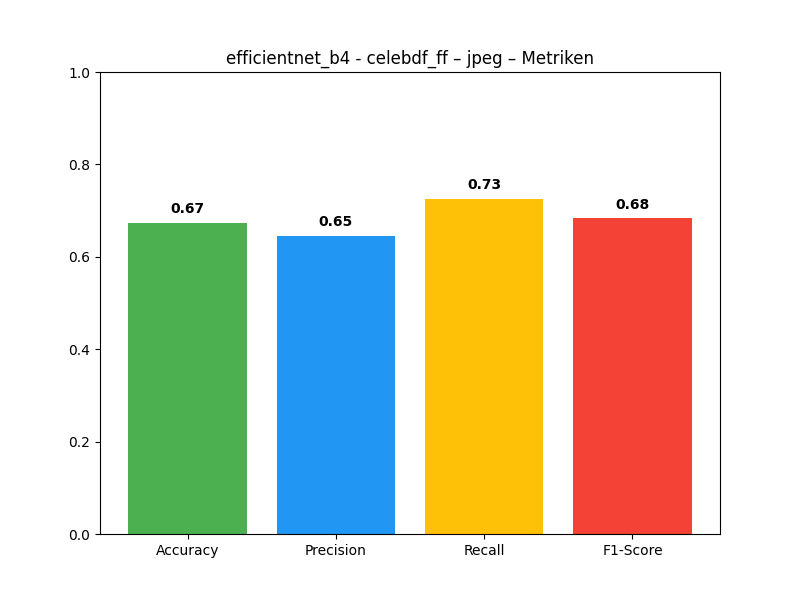 efficientnet_b4 - celebdf_ff – jpeg – Metriken
1.0
0.8
0.6
0.4
0.2
0.0
0.67
0.65
0.73
0.68
Accuracy
Precision
Recall
F1-Score